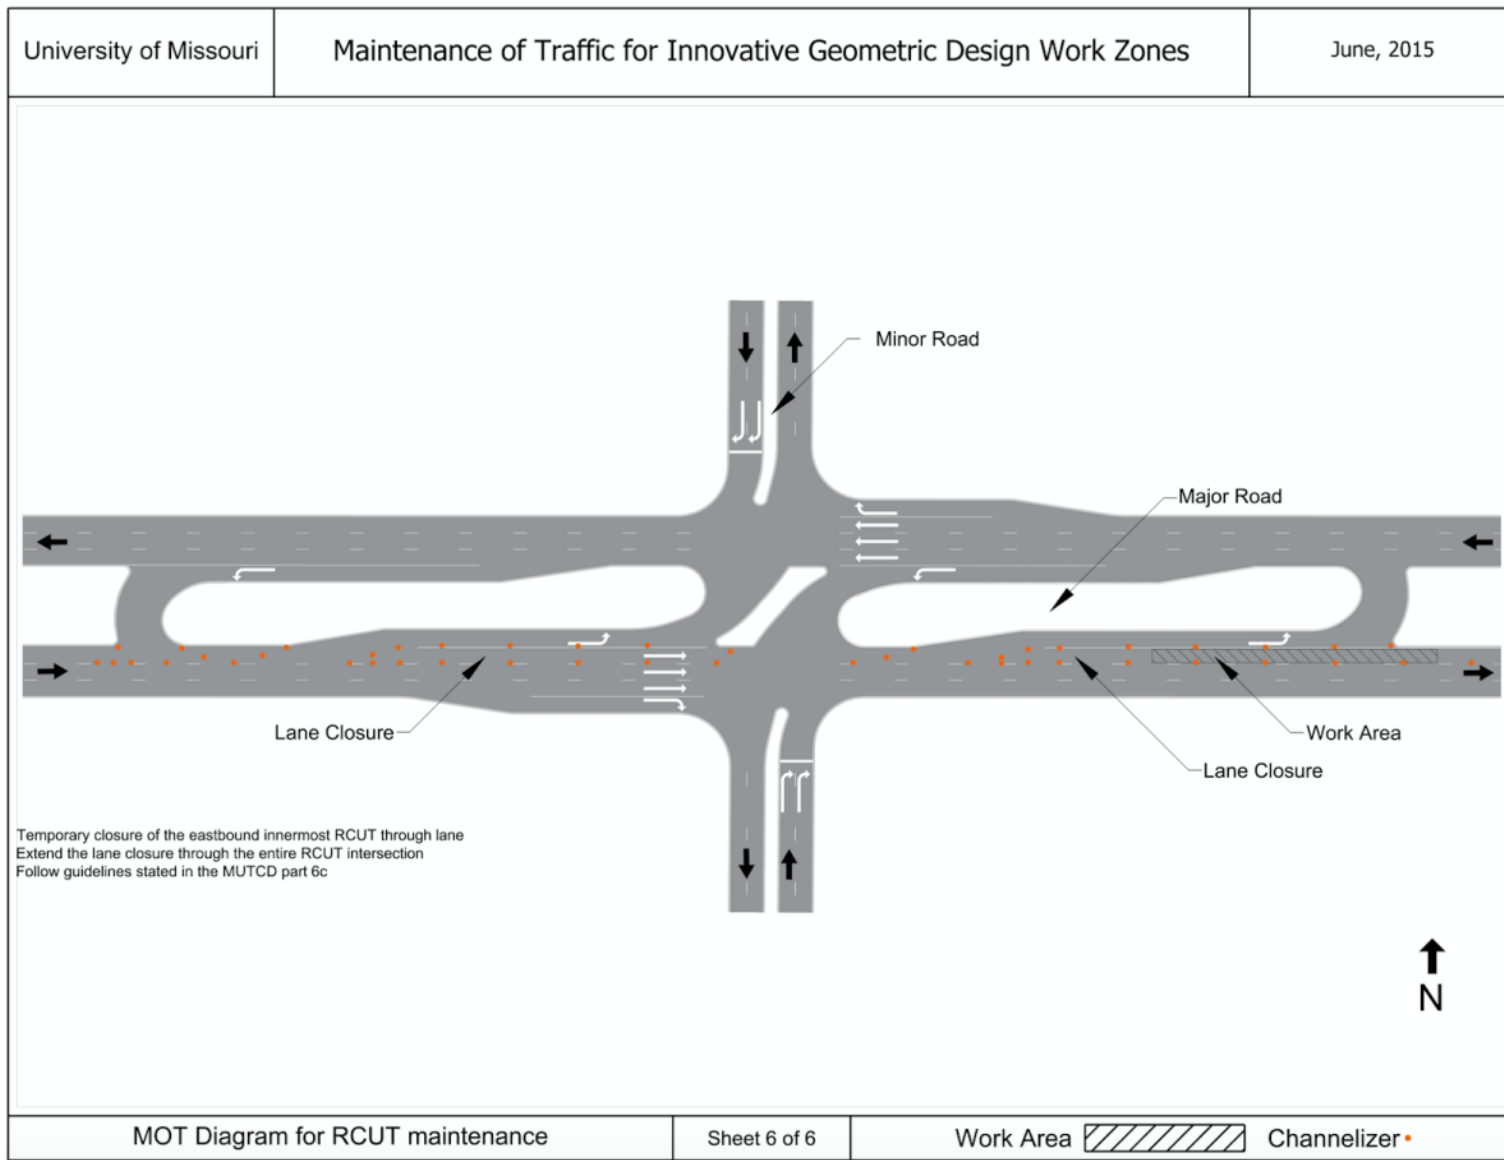 University of Missouri
Maintenance of Traffic for Innovative Geometric Design Work Zones
June, 2015
Minor Road
Major Road
Lane Closure
Work Area
Lane Closure
Temporary closure of the eastbound innermost RCUT through lane
Extend the lane closure through the entire RCUT intersection
Follow guidelines stated in the MUTCD part 6c
N
MOT Diagram for RCUT maintenance
Sheet 6 of 6
Work Area
Channelizer